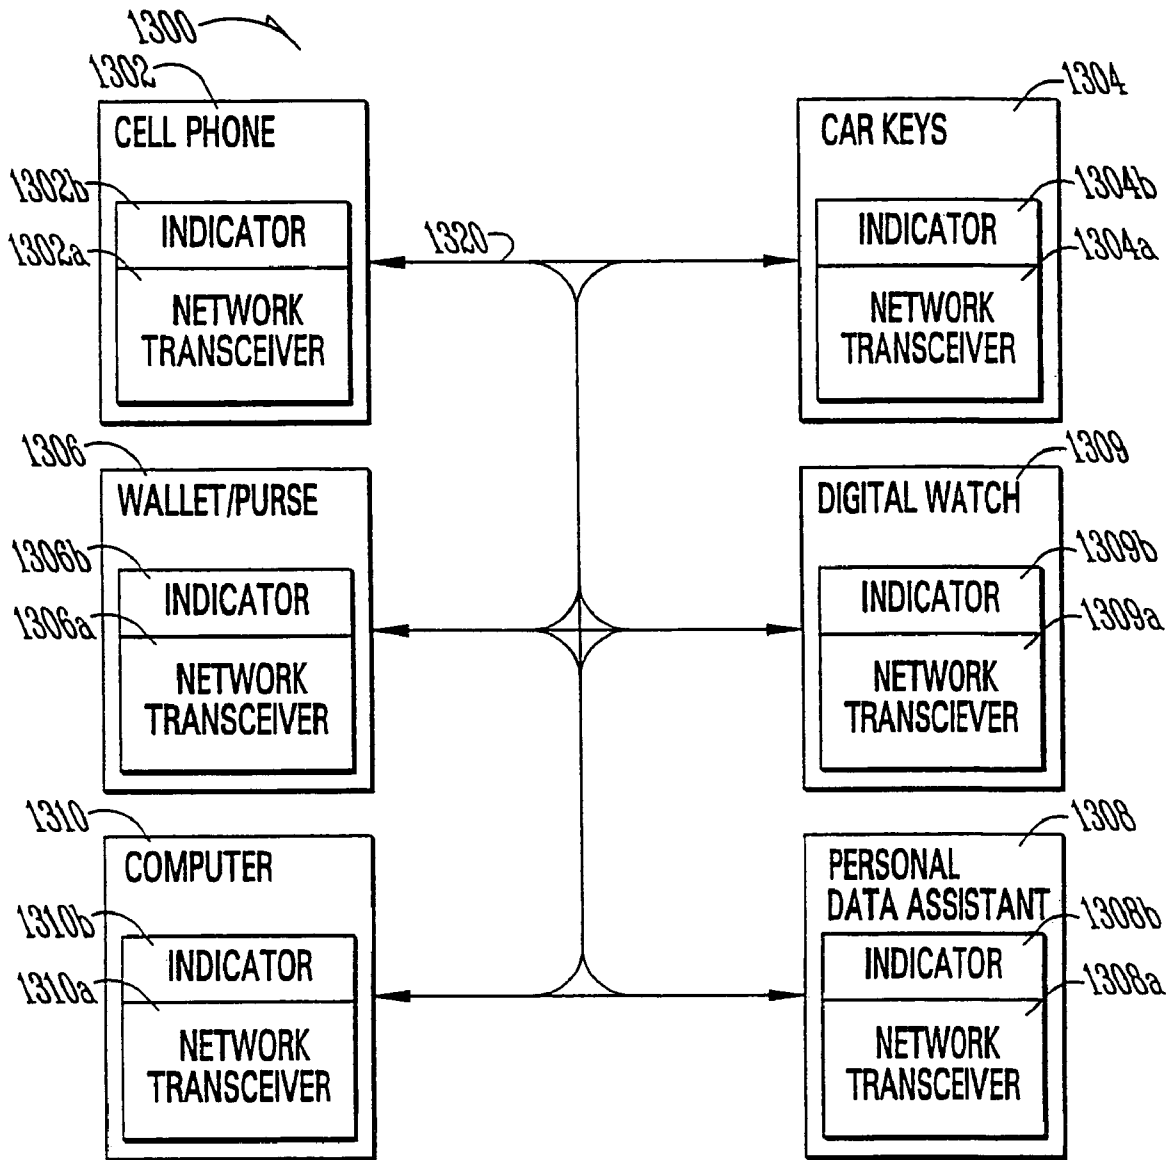 1300
1302
CELL PHONE
1302b
INDICATOR
1302a
NETWORK
TRANSCEIVER
1320
1304
CAR KEYS
1304b
INDICATOR
1304a
NETWORK
TRANSCEIVER
1306
WALLET/PURSE
1306b
INDICATOR
1306a
NETWORK
TRANSCEIVER
1309
DIGITAL WATCH
1309b
INDICATOR
1309a
NETWORK
TRANSCIEVER
1310
COMPUTER
1310b
INDICATOR
1310a
NETWORK
TRANSCEIVER
1308
PERSONAL
DATA ASSISTANT
1308b
INDICATOR
1308a
NETWORK
TRANSCEIVER